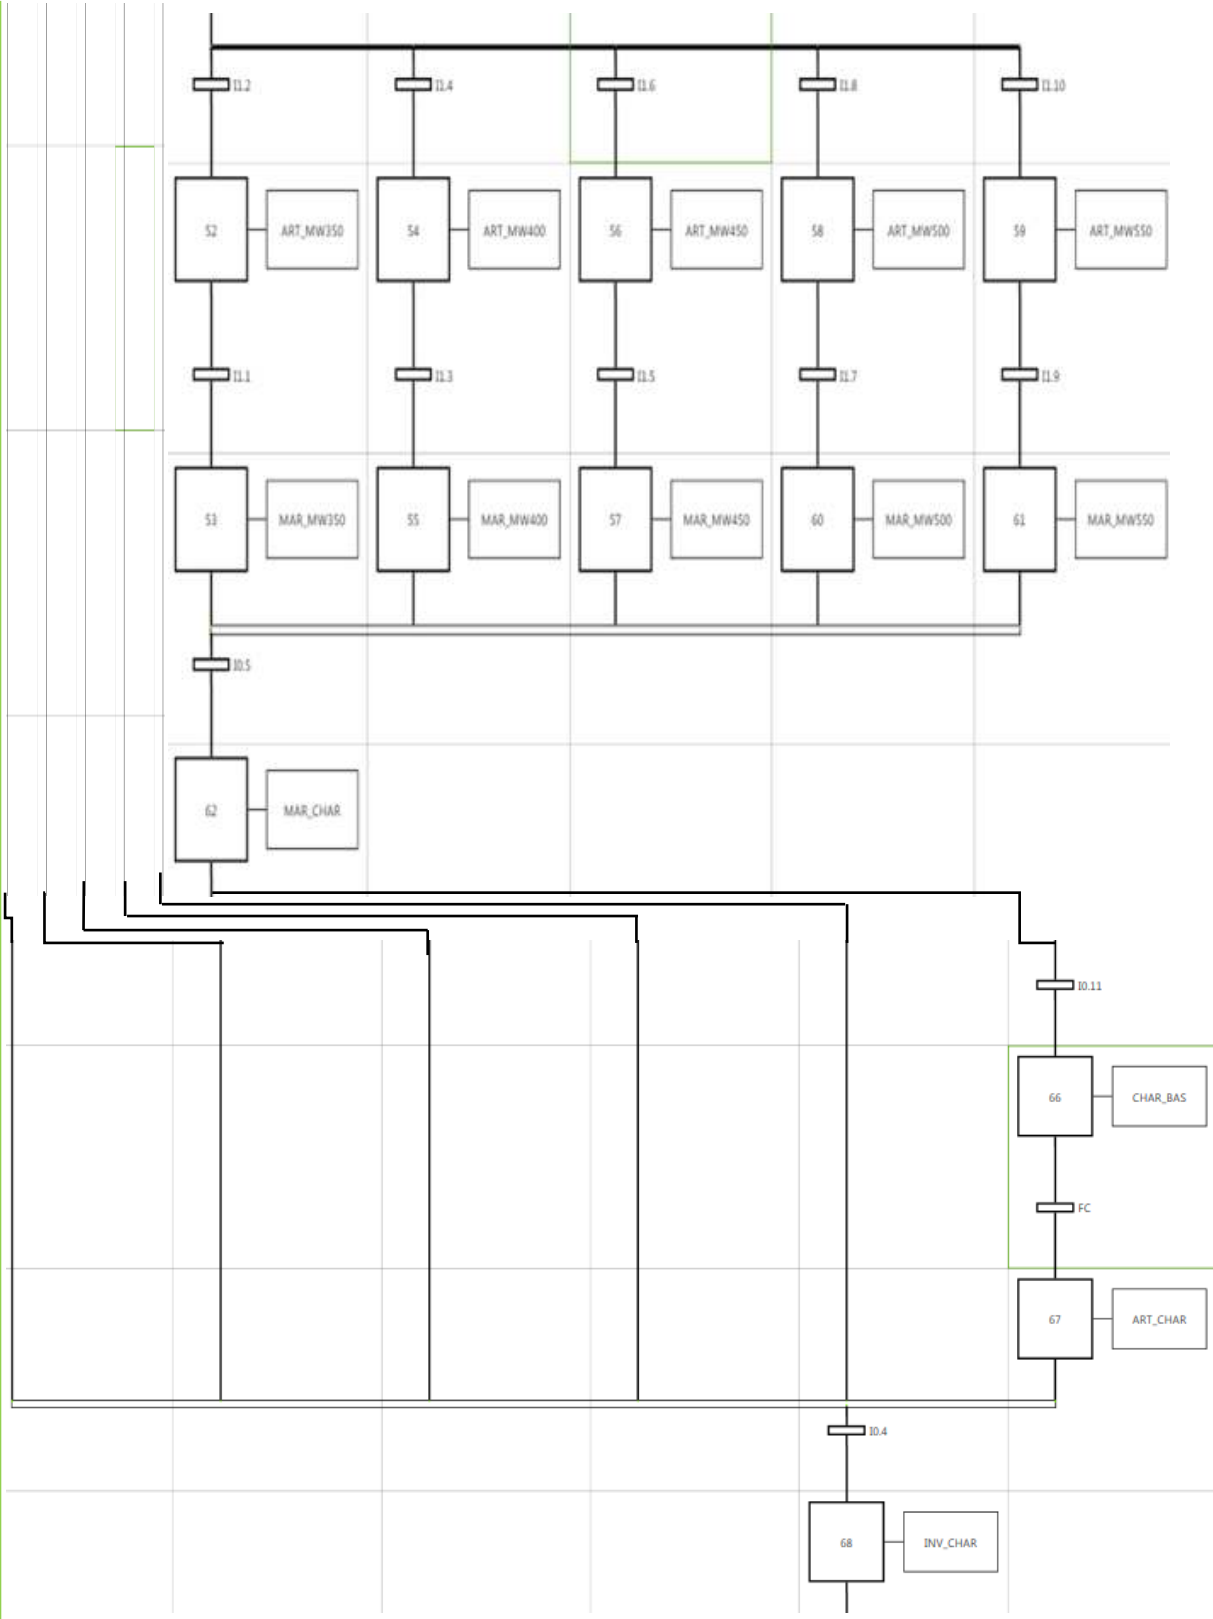 I1.2 I1.4 I1.6 I1.8 I1.10
52 ART_MW350 54 ART_MW400 56 ART_MW450 58 ART_MW500 59 ART_MW550
I1.1 I1.3 I1.5 I1.7 I1.9
53 MAR_MW350 55 MAR_MW400 57 MAR_MW450 60 MAR_MW500 61 MAR_MW550
I0.5
62 MAR_CHAR
I0.11
66 CHAR_BAS
FC
67 ART_CHAR
I0.4
68 INV_CHAR